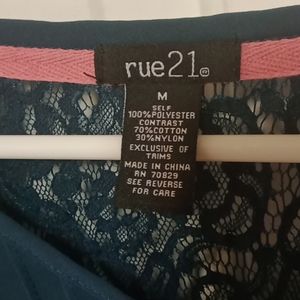 rue21®
M
SELF
100%POLYESTER
CONTRAST
70%COTTON
30%NYLON
EXCLUSIVE OF
TRIMS
MADE IN CHINA
RN 70829
SEE REVERSE
FOR CARE